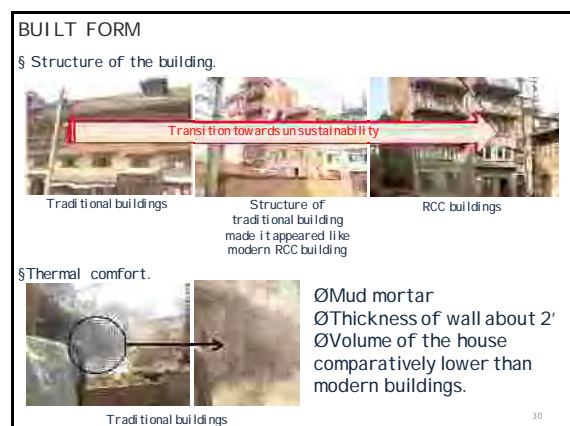 BUILT FORM
§ Structure of the building.
Transition towards unsustainability
Traditional buildings
Structure of
traditional building
made it appeared like
modern RCC building
RCC buildings
§Thermal comfort.
ØMud mortar
ØThickness of wall about 2'
ØVolume of the house
comparatively lower than
modern buildings.
Traditional buildings
30